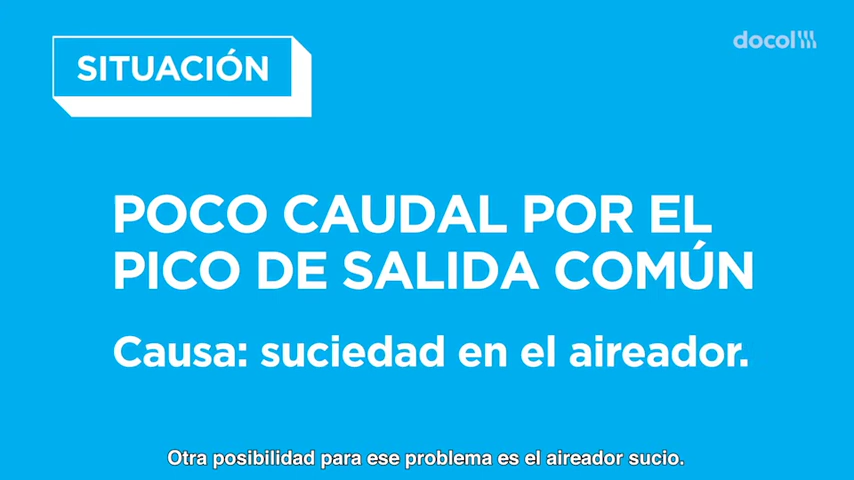 SITUACIÓN
docol
POCO CAUDAL POR EL
PICO DE SALIDA COMÚN
Causa: suciedad en el aireador.
Otra posibilidad para ese problema es el aireador sucio.